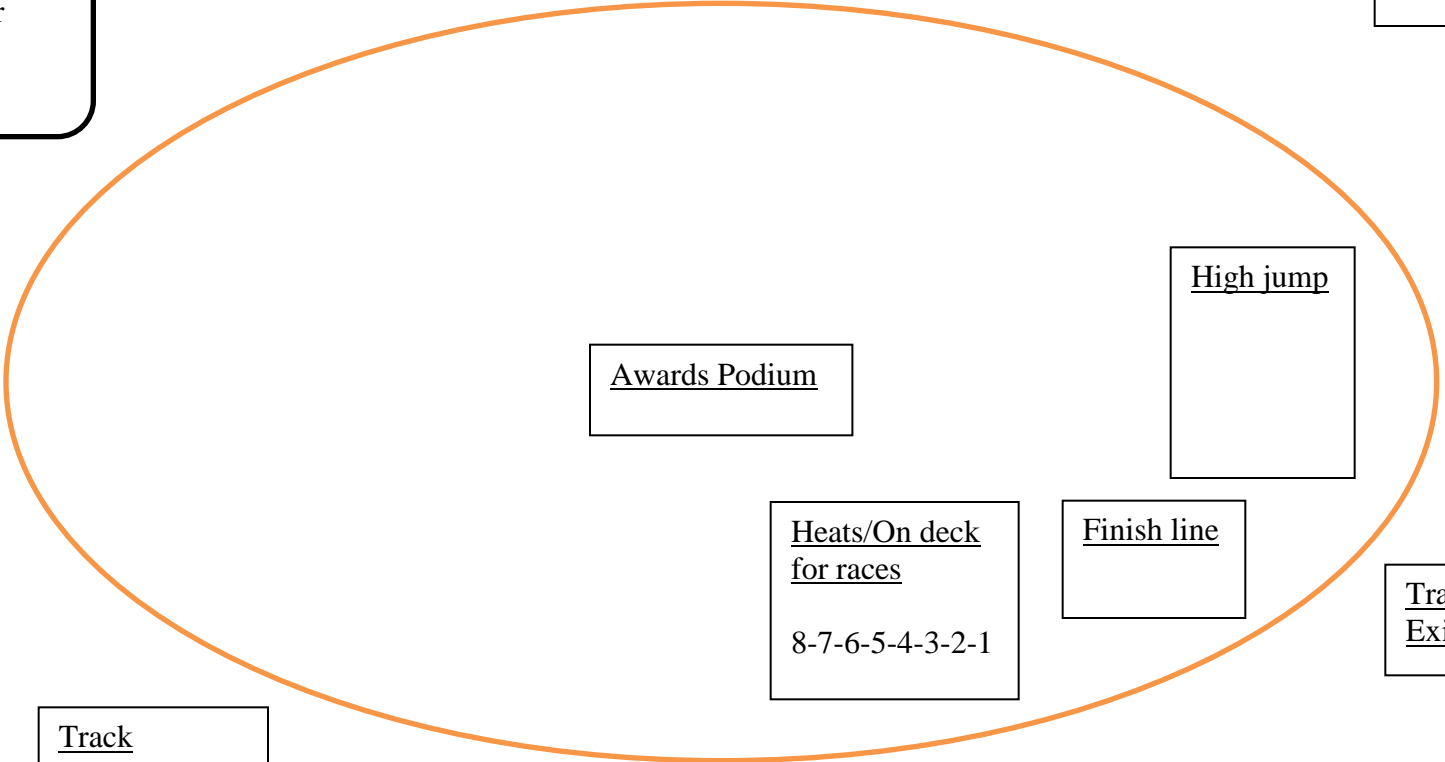 r
High jump
Awards Podium
Heats/On deck
for races
8-7-6-5-4-3-2-1
Finish line
Track